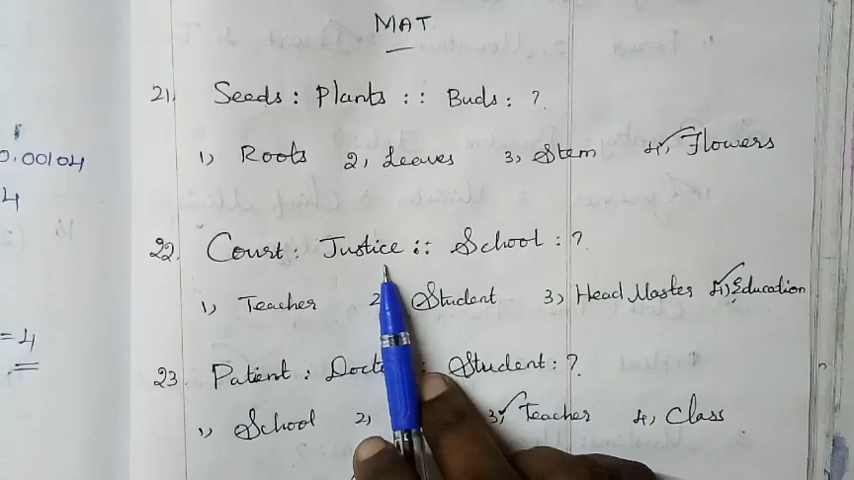 MAT
21. Seeds : Plants :: Buds : ?
1) Roots 2, Leaves 3, Stem 4, Flowers
0.00104
4
22. Court : Justice :: School : ?
1) Teacher 2 Student 3) Head Master 4) Education
=4
23. Patient : Doct : Student : ?
1) School 2) 3) Teacher 4, Class